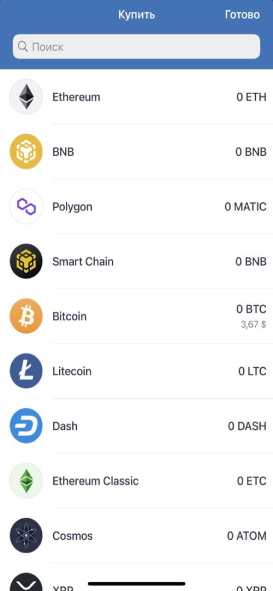 Купить
Готово
Поиск
Ethereum 0 ETH
BNB 0 BNB
Polygon 0 MATIC
Smart Chain 0 BNB
Bitcoin 0 BTC
3,67 $
Litecoin 0 LTC
Dash 0 DASH
Ethereum Classic 0 ETC
Cosmos 0 ATOM
XRP 0 XRP